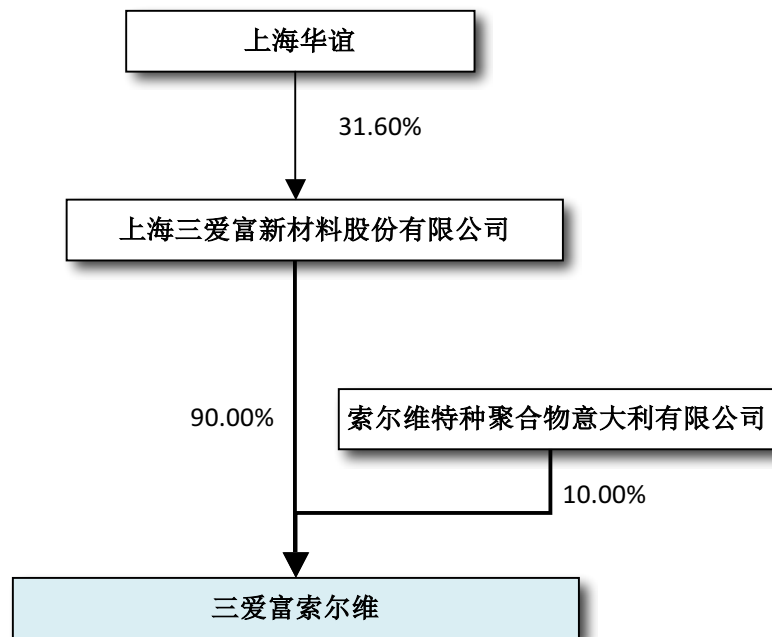 上海华谊
31.60%
上海三爱富新材料股份有限公司
90.00%
索尔维特种聚合物意大利有限公司
10.00%
三爱富索尔维